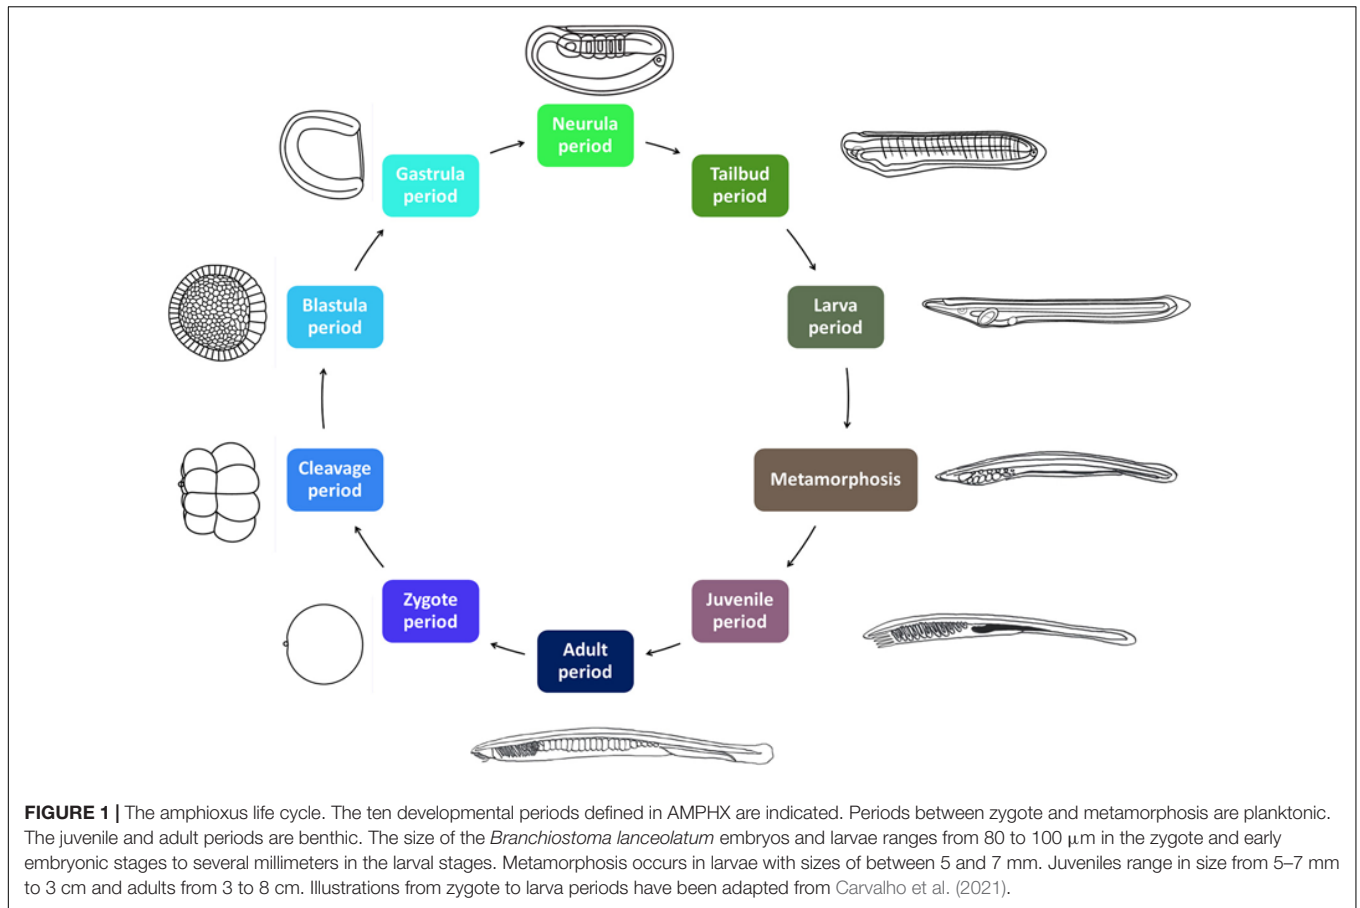 Neurula
period
Gastrula
period
Tailbud
period
Blastula
period
Larva
period
Cleavage
period
Metamorphosis
Zygote
period
Juvenile
period
Adult
period
FIGURE 1 | The amphioxus life cycle. The ten developmental periods defined in AMPHX are indicated. Periods between zygote and metamorphosis are planktonic.
The juvenile and adult periods are benthic. The size of the Branchiostoma lanceolatum embryos and larvae ranges from 80 to 100 μm in the zygote and early
embryonic stages to several millimeters in the larval stages. Metamorphosis occurs in larvae with sizes of between 5 and 7 mm. Juveniles range in size from 5–7 mm
to 3 cm and adults from 3 to 8 cm. Illustrations from zygote to larva periods have been adapted from Carvalho et al. (2021).